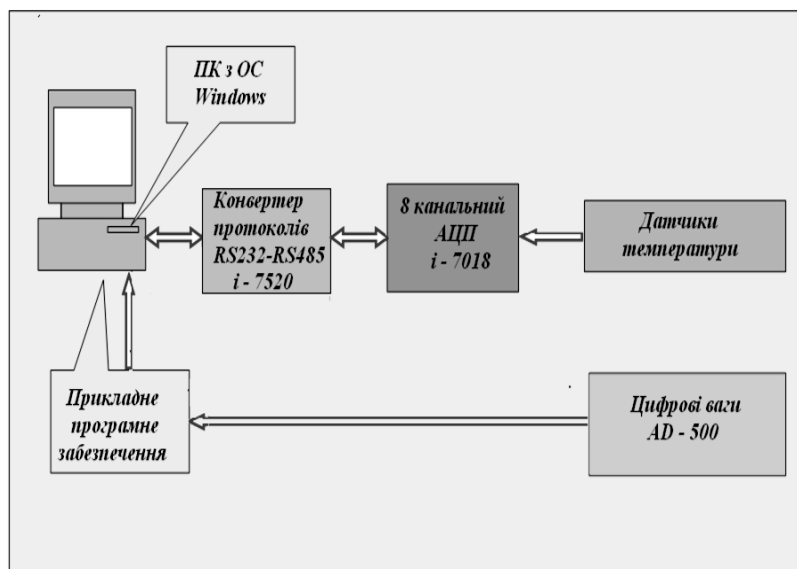 ПК з ОС
Windows
Конвертер
протоколів
RS232-RS485
i - 7520
8 канальний
АЦП
i - 7018
Датчики
температури
Прикладне
програмне
забезпечення
Цифрові ваги
AD - 500